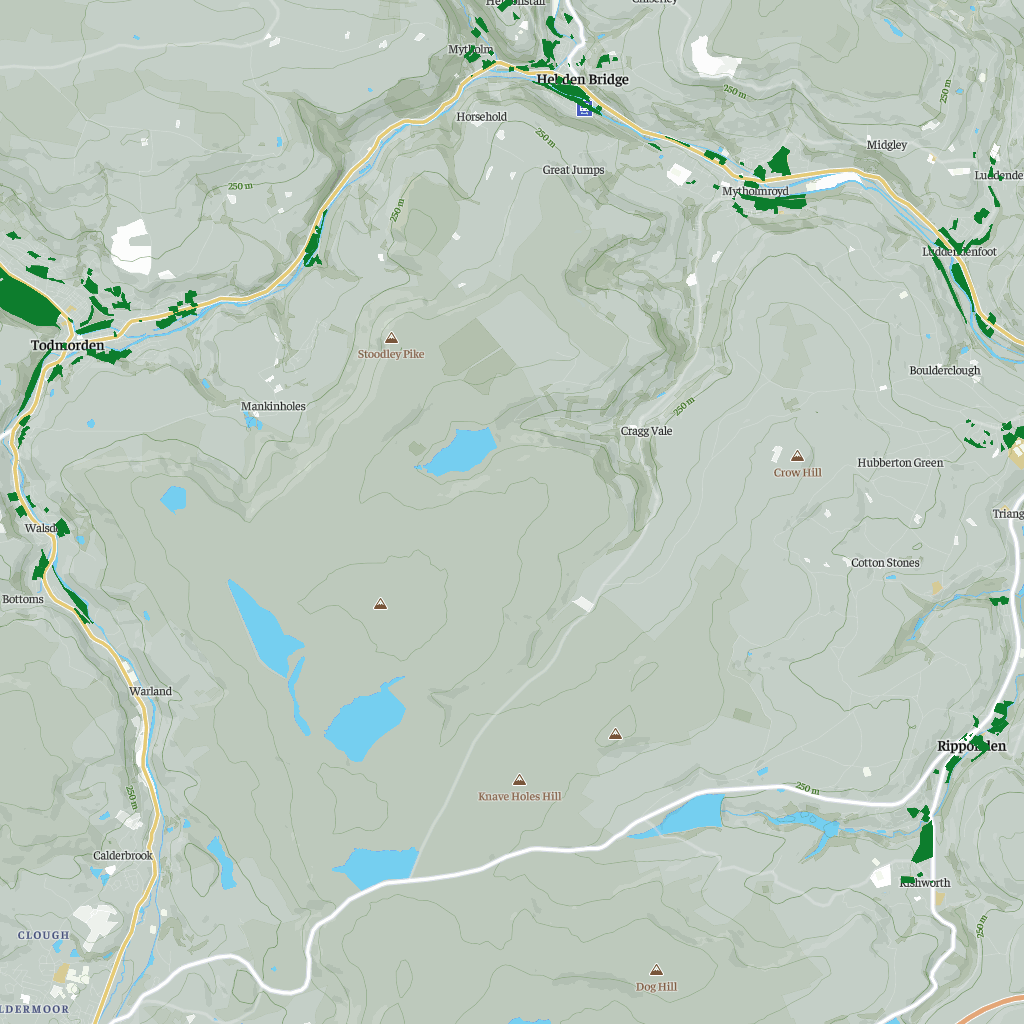 Mytholm
Hebden Bridge
Horsehold
250 m
250 m
250 m
Midgley
Great Jumps
250 m
250 m
Mytholmroyd
Luddendenfoot
Todmorden
Stoodley Pike
Boulderclough
Mankinholes
250 m
Cragg Vale
Crow Hill
Hubberton Green
Cotton Stones
Bottoms
Warland
Ripponden
250 m
250 m
Knave Holes Hill
Calderbrook
Rishworth
250 m
CLOUGH
Dog Hill